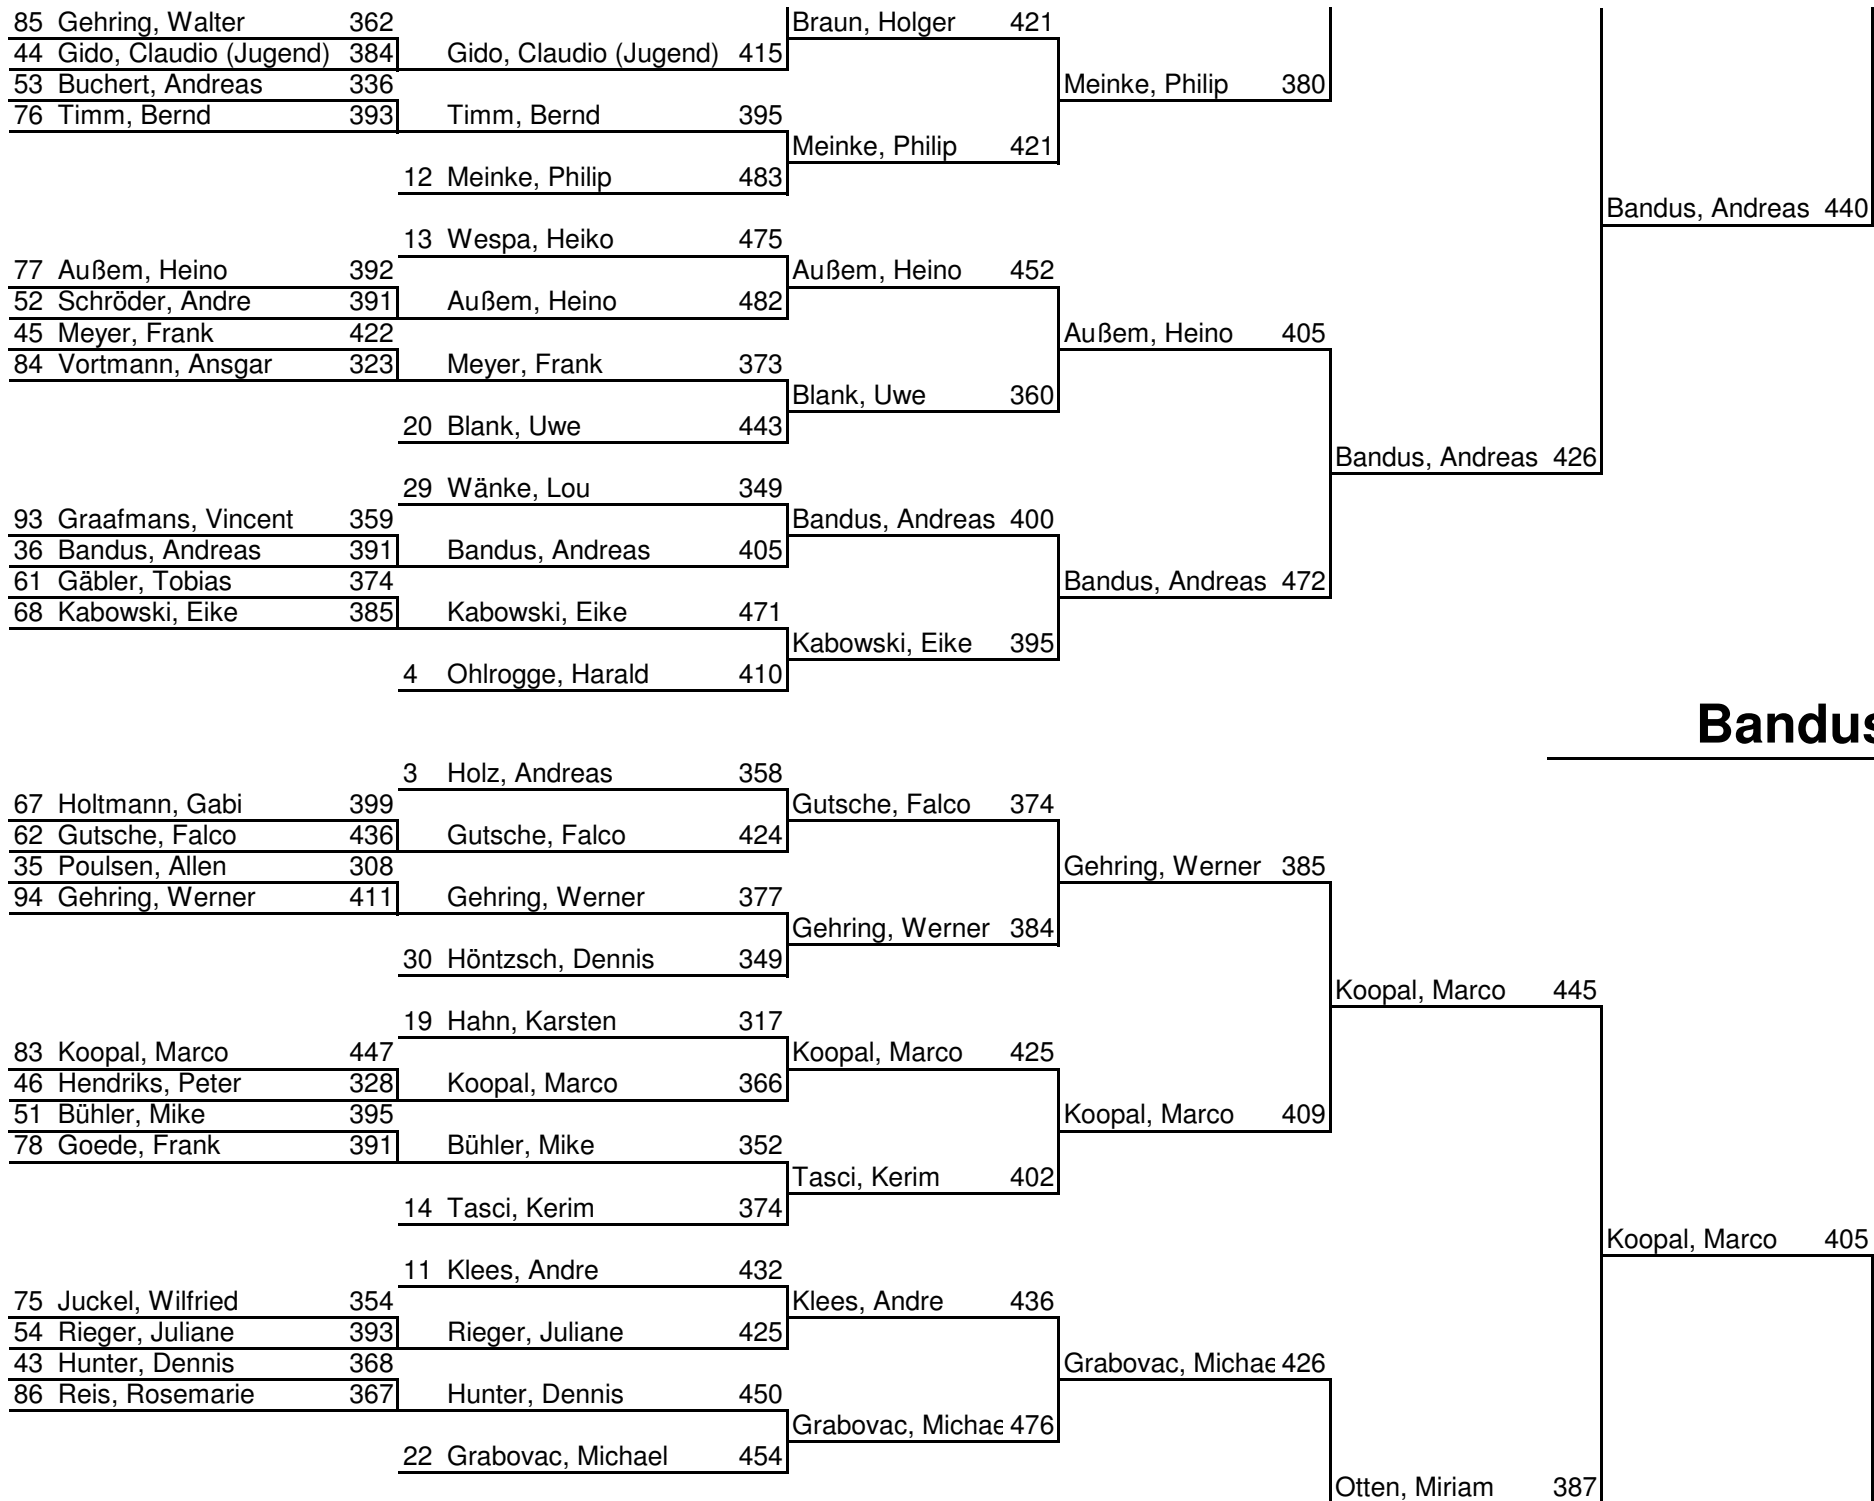 85 Gehring, Walter 362 Braun, Holger 421
44 Gido, Claudio (Jugend) 384 Gido, Claudio (Jugend) 415
53 Buchert, Andreas 336 Meinke, Philip 380
76 Timm, Bernd 393 Timm, Bernd 395
Meinke, Philip 421
12 Meinke, Philip 483
Bandus, Andreas 440
13 Wespa, Heiko 475
77 Außem, Heino 392 Außem, Heino 452
52 Schröder, Andre 391 Außem, Heino 482
45 Meyer, Frank 422 Außem, Heino 405
84 Vortmann, Ansgar 323 Meyer, Frank 373
Blank, Uwe 360
20 Blank, Uwe 443
Bandus, Andreas 426
29 Wänke, Lou 349
93 Graafmans, Vincent 359 Bandus, Andreas 400
36 Bandus, Andreas 391 Bandus, Andreas 405
61 Gäbler, Tobias 374 Bandus, Andreas 472
68 Kabowski, Eike 385 Kabowski, Eike 471
Kabowski, Eike 395
4 Ohlrogge, Harald 410
Bandus
3 Holz, Andreas 358
67 Holtmann, Gabi 399 Gutsche, Falco 374
62 Gutsche, Falco 436 Gutsche, Falco 424
35 Poulsen, Allen 308 Gehring, Werner 385
94 Gehring, Werner 411 Gehring, Werner 377
Gehring, Werner 384
30 Höntzsch, Dennis 349
Koopal, Marco 445
19 Hahn, Karsten 317
83 Koopal, Marco 447 Koopal, Marco 425
46 Hendriks, Peter 328 Koopal, Marco 366
51 Bühler, Mike 395 Koopal, Marco 409
78 Goede, Frank 391 Bühler, Mike 352
Tasci, Kerim 402
14 Tasci, Kerim 374
Koopal, Marco 405
11 Klees, Andre 432
75 Juckel, Wilfried 354 Klees, Andre 436
54 Rieger, Juliane 393 Rieger, Juliane 425
43 Hunter, Dennis 368 Grabovac, Michae 426
86 Reis, Rosemarie 367 Hunter, Dennis 450
Grabovac, Michae 476
22 Grabovac, Michael 454
Otten, Miriam 387